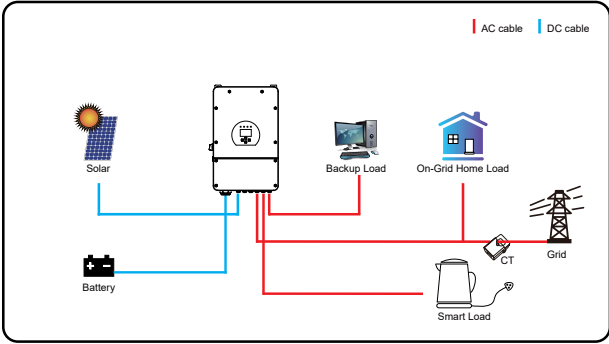 AC cable
DC cable
Solar
Backup Load
On-Grid Home Load
CT
Grid
Battery
Smart Load